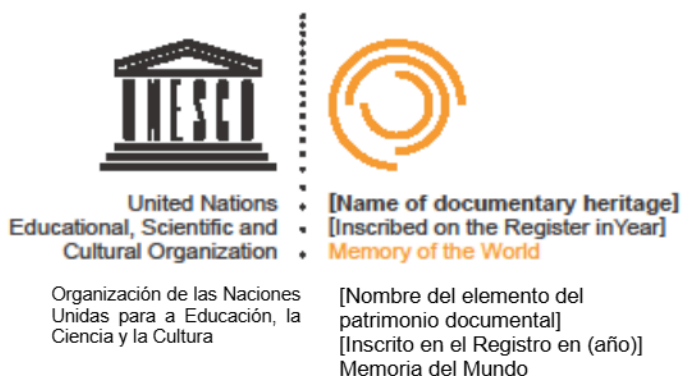 UNESCO
United Nations
Educational, Scientific and
Cultural Organization
[Name of documentary heritage]
[Inscribed on the Register inYear]
Memory of the World
Organización de las Naciones
Unidas para a Educación, la
Ciencia y la Cultura
[Nombre del elemento del
patrimonio documental]
[Inscrito en el Registro en (año)]
Memoria del Mundo